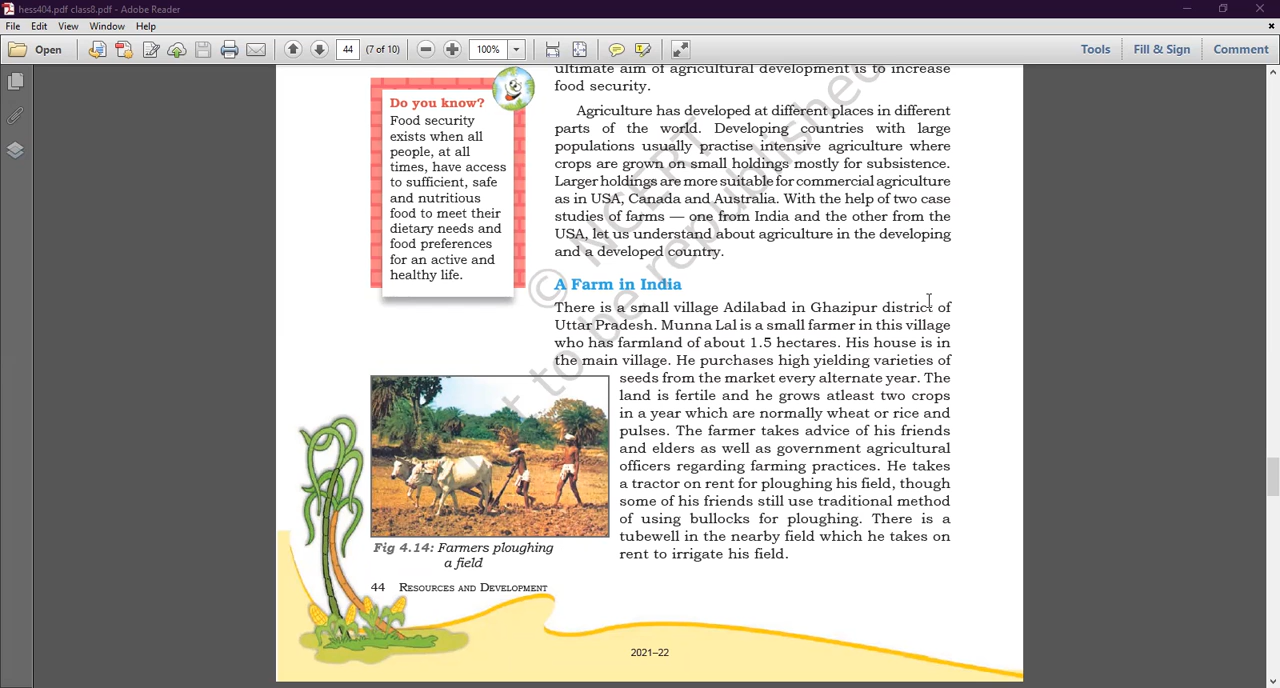 hess404.pdf class8.pdf - Adobe Reader
File Edit View Window Help
Open 44 (7 of 10) 100% Tools Fill & Sign Comment
ultimate aim of agricultural development is to increase
food security.
Do you know?
Food security
exists when all
people, at all
times, have access
to sufficient, safe
and nutritious
food to meet their
dietary needs and
food preferences
for an active and
healthy life.
Agriculture has developed at different places in different
parts of the world. Developing countries with large
populations usually practise intensive agriculture where
crops are grown on small holdings mostly for subsistence.
Larger holdings are more suitable for commercial agriculture
as in USA, Canada and Australia. With the help of two case
studies of farms — one from India and the other from the
USA, let us understand about agriculture in the developing
and a developed country.
A Farm in India
There is a small village Adilabad in Ghazipur district of
Uttar Pradesh. Munna Lal is a small farmer in this village
who has farmland of about 1.5 hectares. His house is in
the main village. He purchases high yielding varieties of
seeds from the market every alternate year. The
land is fertile and he grows atleast two crops
in a year which are normally wheat or rice and
pulses. The farmer takes advice of his friends
and elders as well as government agricultural
officers regarding farming practices. He takes
a tractor on rent for ploughing his field, though
some of his friends still use traditional method
of using bullocks for ploughing. There is a
tubewell in the nearby field which he takes on
rent to irrigate his field.
Fig 4.14: Farmers ploughing
a field
44 RESOURCES AND DEVELOPMENT
2021–22
© NCERT
not to be republished